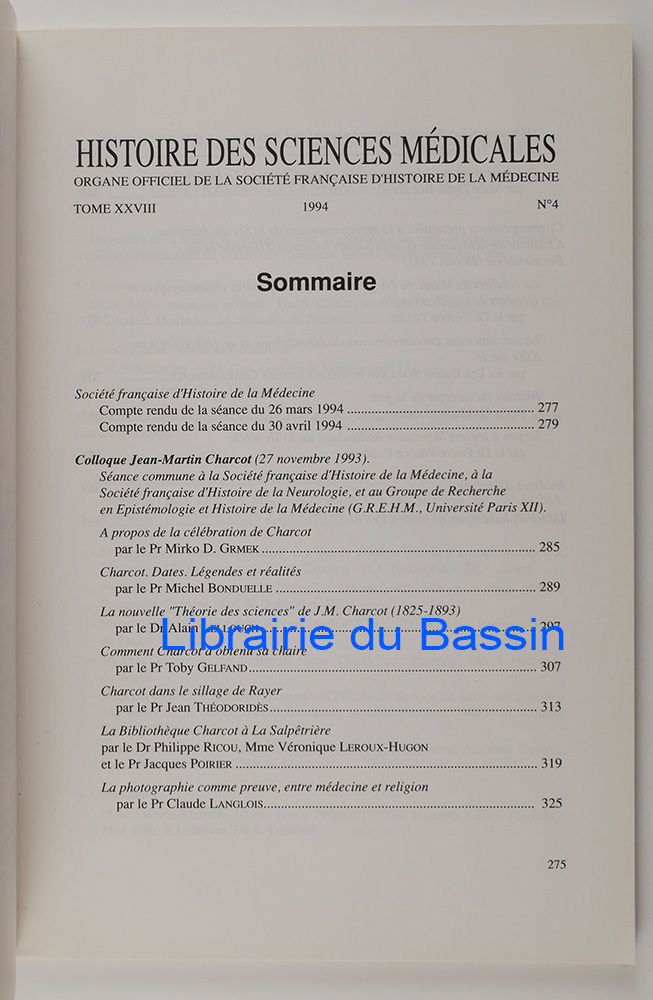 HISTOIRE DES SCIENCES MÉDICALES
ORGANE OFFICIEL DE LA SOCIÉTÉ FRANÇAISE D'HISTOIRE DE LA MÉDECINE
TOME XXVIII 1994 N°4
Sommaire
Société française d'Histoire de la Médecine
Compte rendu de la séance du 26 mars 1994 ........ 277
Compte rendu de la séance du 30 avril 1994 ........ 279
Colloque Jean-Martin Charcot (27 novembre 1993).
Séance commune à la Société française d'Histoire de la Médecine, à la
Société française d'Histoire de la Neurologie, et au Groupe de Recherche
en Epistémologie et Histoire de la Médecine (G.R.E.H.M., Université Paris XII).
A propos de la célébration de Charcot
par le Pr Mirko D. GRMEK ........ 285
Charcot. Dates. Légendes et réalités
par le Pr Michel BONDUELLE ........ 289
La nouvelle "Théorie des sciences" de J.M. Charcot (1825-1893)
par le Dr Alain ........ 297
Librairie du Bassin
Comment Charcot a obtenu sa chaire
par le Pr Toby GELFAND ........ 307
Charcot dans le sillage de Rayer
par le Pr Jean THÉODORIDÈS ........ 313
La Bibliothèque Charcot à La Salpêtrière
par le Dr Philippe RICOU, Mme Véronique LEROUX-HUGON
et le Pr Jacques POIRIER ........ 319
La photographie comme preuve, entre médecine et religion
par le Pr Claude LANGLOIS ........ 325
275